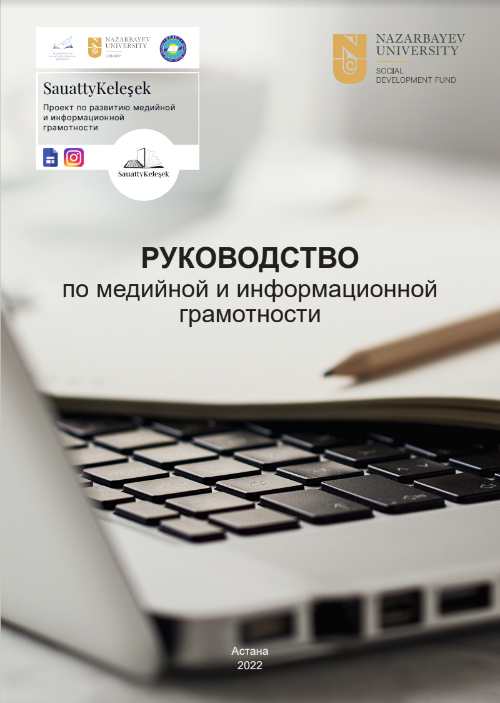 NAZARBAYEV
UNIVERSITY
NAZARBAYEV
UNIVERSITY
SOCIAL
DEVELOPMENT FUND
SauattyKeleşek
Проект по развитию медийной
и информационной
грамотности
SauattyKeleşek
РУКОВОДСТВО
по медийной и информационной
грамотности
Астана
2022